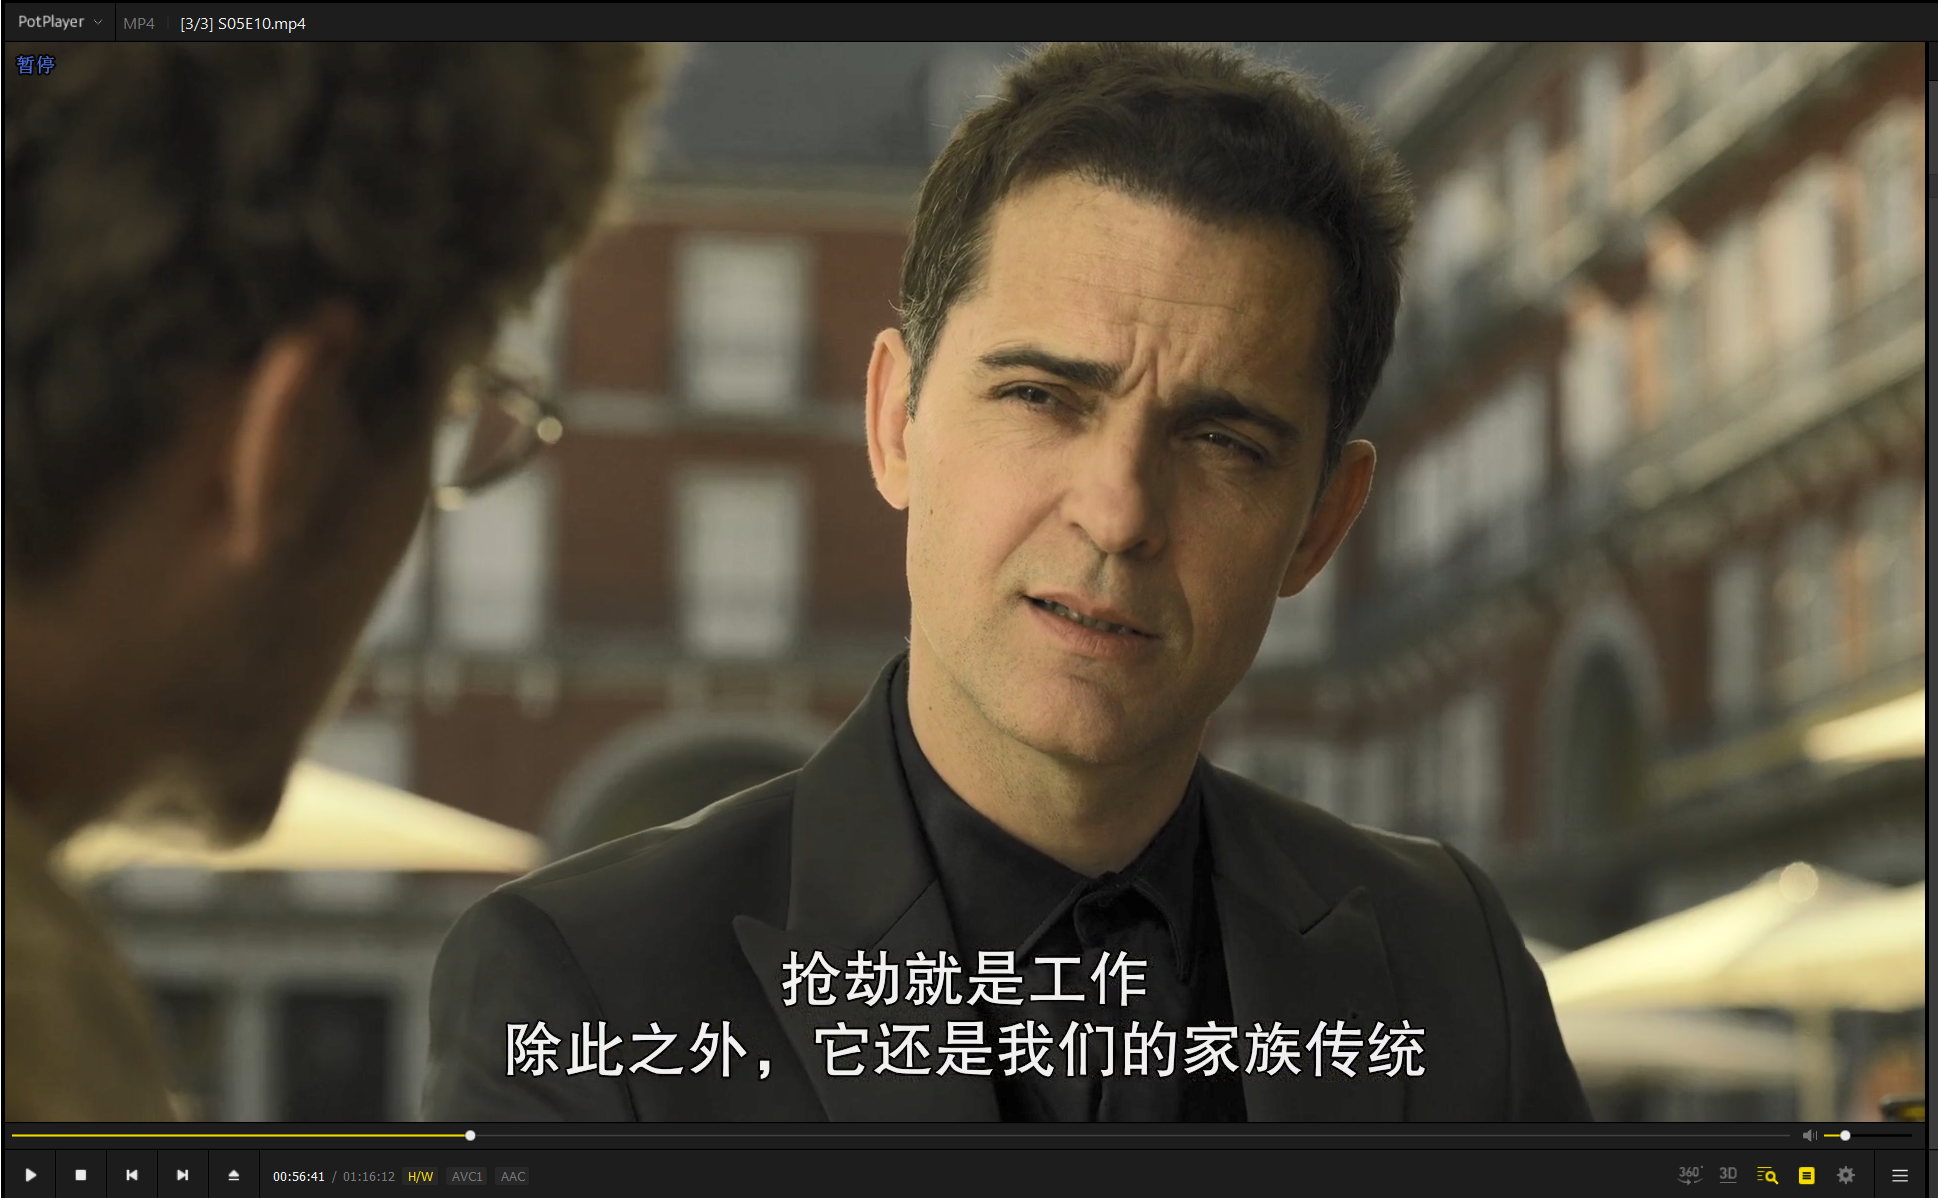 PotPlayer
MP4
[3/3] S05E10.mp4
暂停
抢劫就是工作
除此之外，它还是我们的家族传统
00:56:41 / 01:16:12 H/W AVC1 AAC
360° 3D